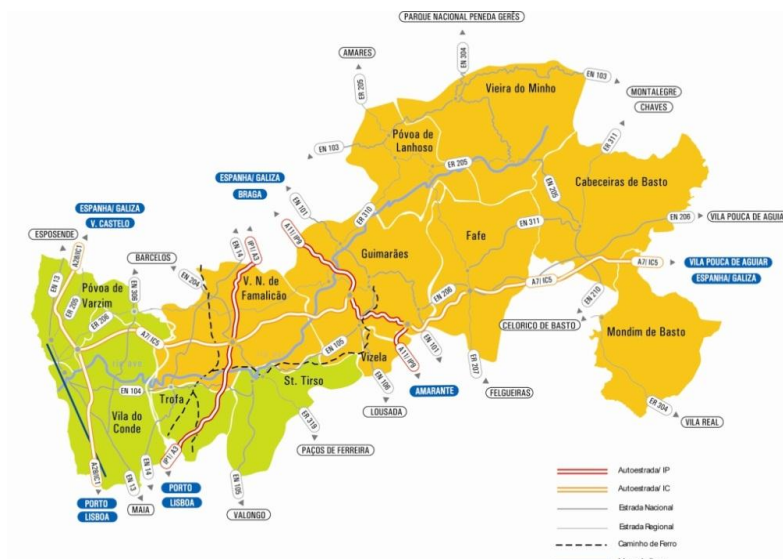 PARQUE NACIONAL PENEDA GERÊS
AMARES
EN 304
ER 205
Vieira do Minho
EN 103
MONTALEGRE
CHAVES
Póvoa de
Lanhoso
EN 103
ER 311
ER 205
ESPANHA/ GALIZA
BRAGA
EN 101
ER 310
EN 205
Cabeceiras de Basto
ESPANHA/ GALIZA
V. CASTELO
A11/ IP9
EN 206
VILA POUCA DE AGUIAR
ESPOSENDE
A28/IC1
EN 14
IP1/ A3
Guimarães
Fafe
EN 311
BARCELOS
EN 13
Póvoa de
Varzim
EN 306
EN 204
V. N. de
Famalicão
A7/ IC5
VILA POUCA DE AGUIAR
ESPANHA/ GALIZA
ER 205
ER 206
EN 206
A7/ IC5
EN 210
A7/ IC5
EN 105
CELORICO DE BASTO
Mondim de Basto
Vizela
A11/ IP9
EN 101
EN 104
Trofa
St. Tirso
EN 106
AMARANTE
EN 207
FELGUEIRAS
Vila do
Conde
LOUSADA
ER 304
VILA REAL
ER 319
PAÇOS DE FERREIRA
A28/IC1
EN 13
EN 14
IP1/ A3
EN 105
PORTO
LISBOA
MAIA
PORTO
LISBOA
VALONGO
Autoestrada/ IP
Autoestrada/ IC
Estrada Nacional
Estrada Regional
Caminho de Ferro